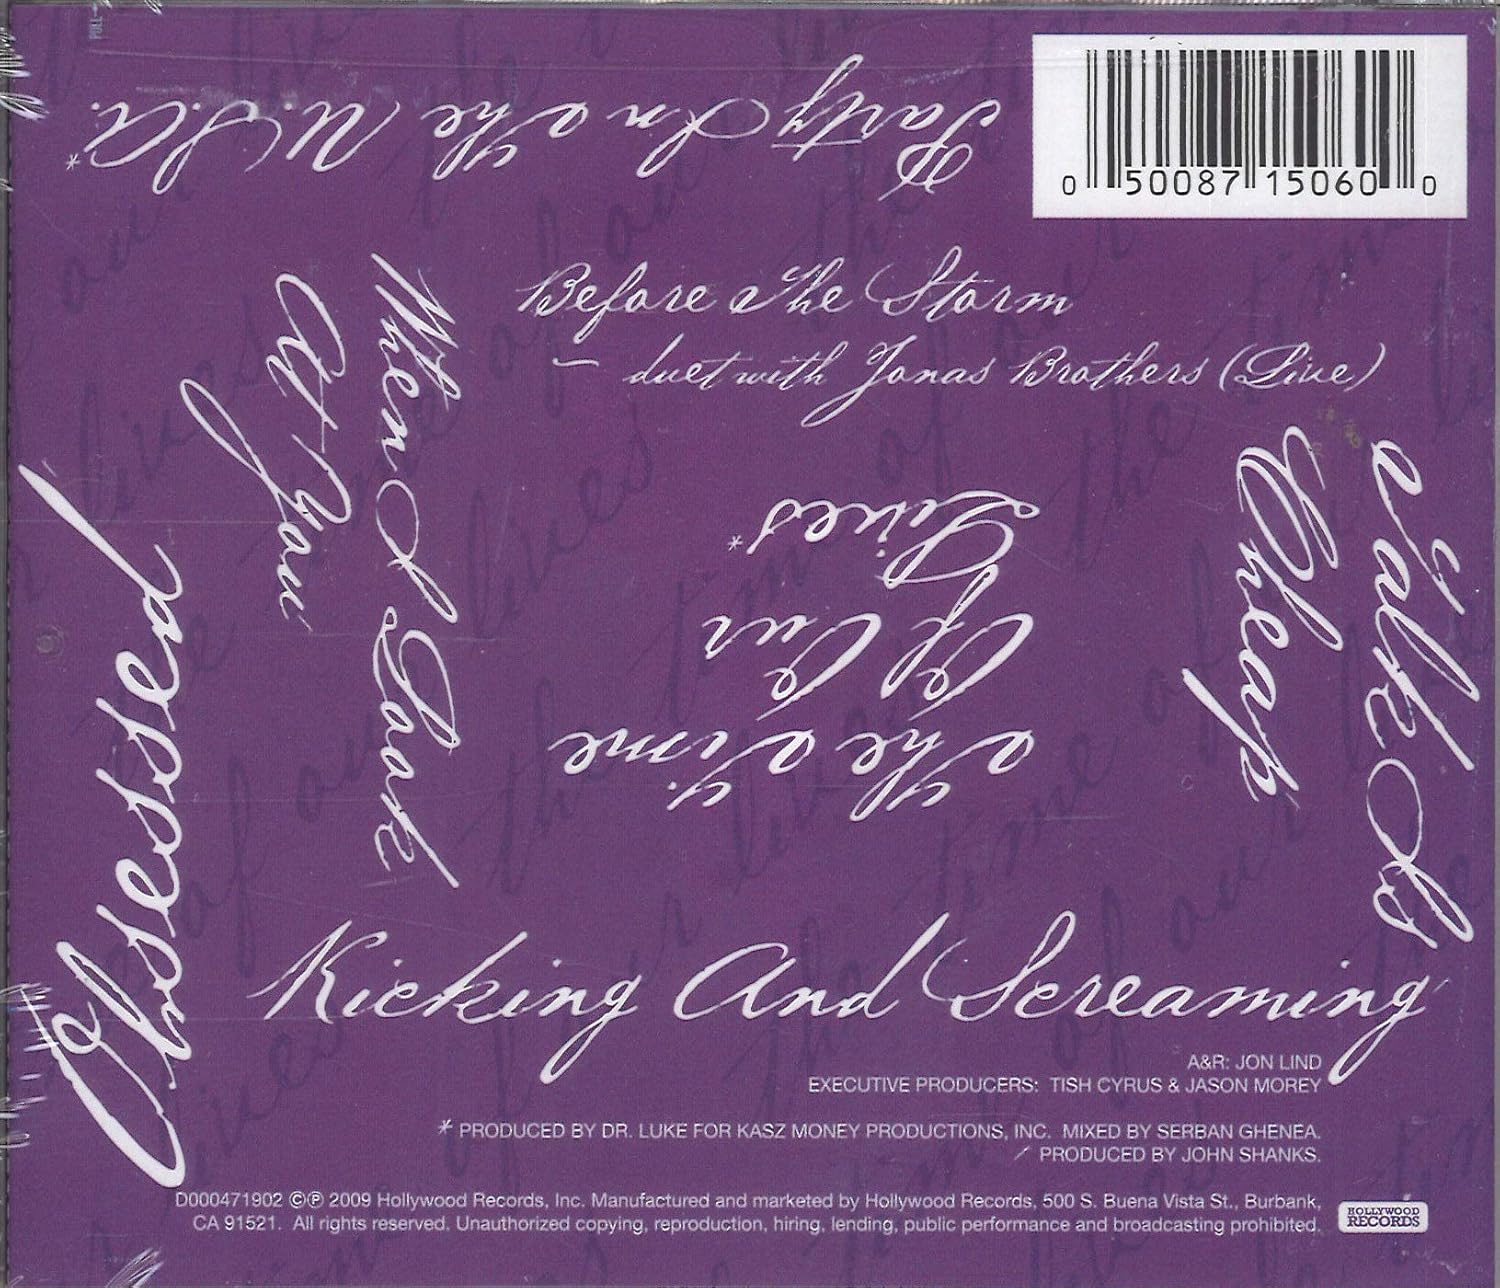 PULL
Party In The U.S.A.
*
0 50087 15060 0
Before The Storm
– duet with Jonas Brothers (Live)
When I Look
At You
Obsessed
Talk Is
Cheap
The Time
Of Our
Lives*
Kicking And Screaming
A&R: JON LIND
EXECUTIVE PRODUCERS: TISH CYRUS & JASON MOREY
* PRODUCED BY DR. LUKE FOR KASZ MONEY PRODUCTIONS, INC. MIXED BY SERBAN GHENEA.
/ PRODUCED BY JOHN SHANKS.
D000471902 ©℗ 2009 Hollywood Records, Inc. Manufactured and marketed by Hollywood Records, 500 S. Buena Vista St., Burbank,
CA 91521. All rights reserved. Unauthorized copying, reproduction, hiring, lending, public performance and broadcasting prohibited.
HOLLYWOOD
RECORDS